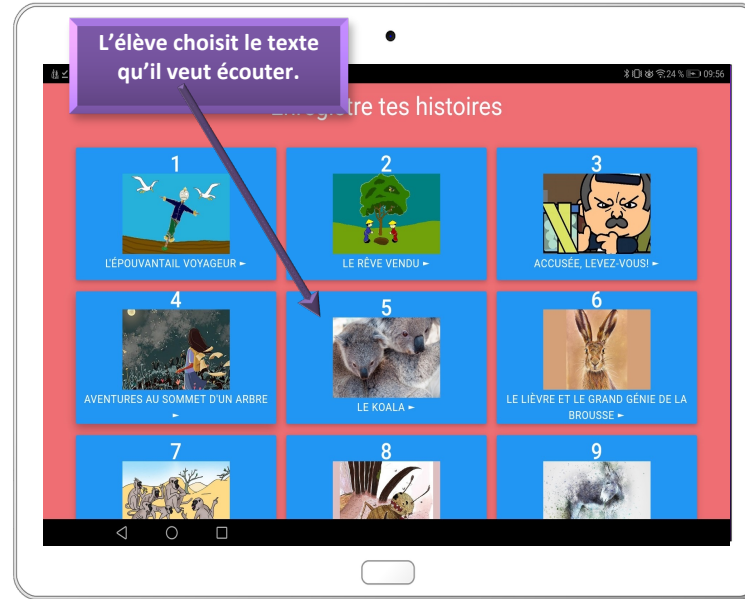 L'élève choisit le texte
qu'il veut écouter.
24 % 09:56
tre tes histoires
1
2
3
L'ÉPOUVANTAIL VOYAGEUR ►
LE RÊVE VENDU ►
ACCUSÉE, LEVEZ-VOUS! ►
4
5
6
AVENTURES AU SOMMET D'UN ARBRE
►
LE KOALA ►
LE LIÈVRE ET LE GRAND GÉNIE DE LA
BROUSSE ►
7
8
9